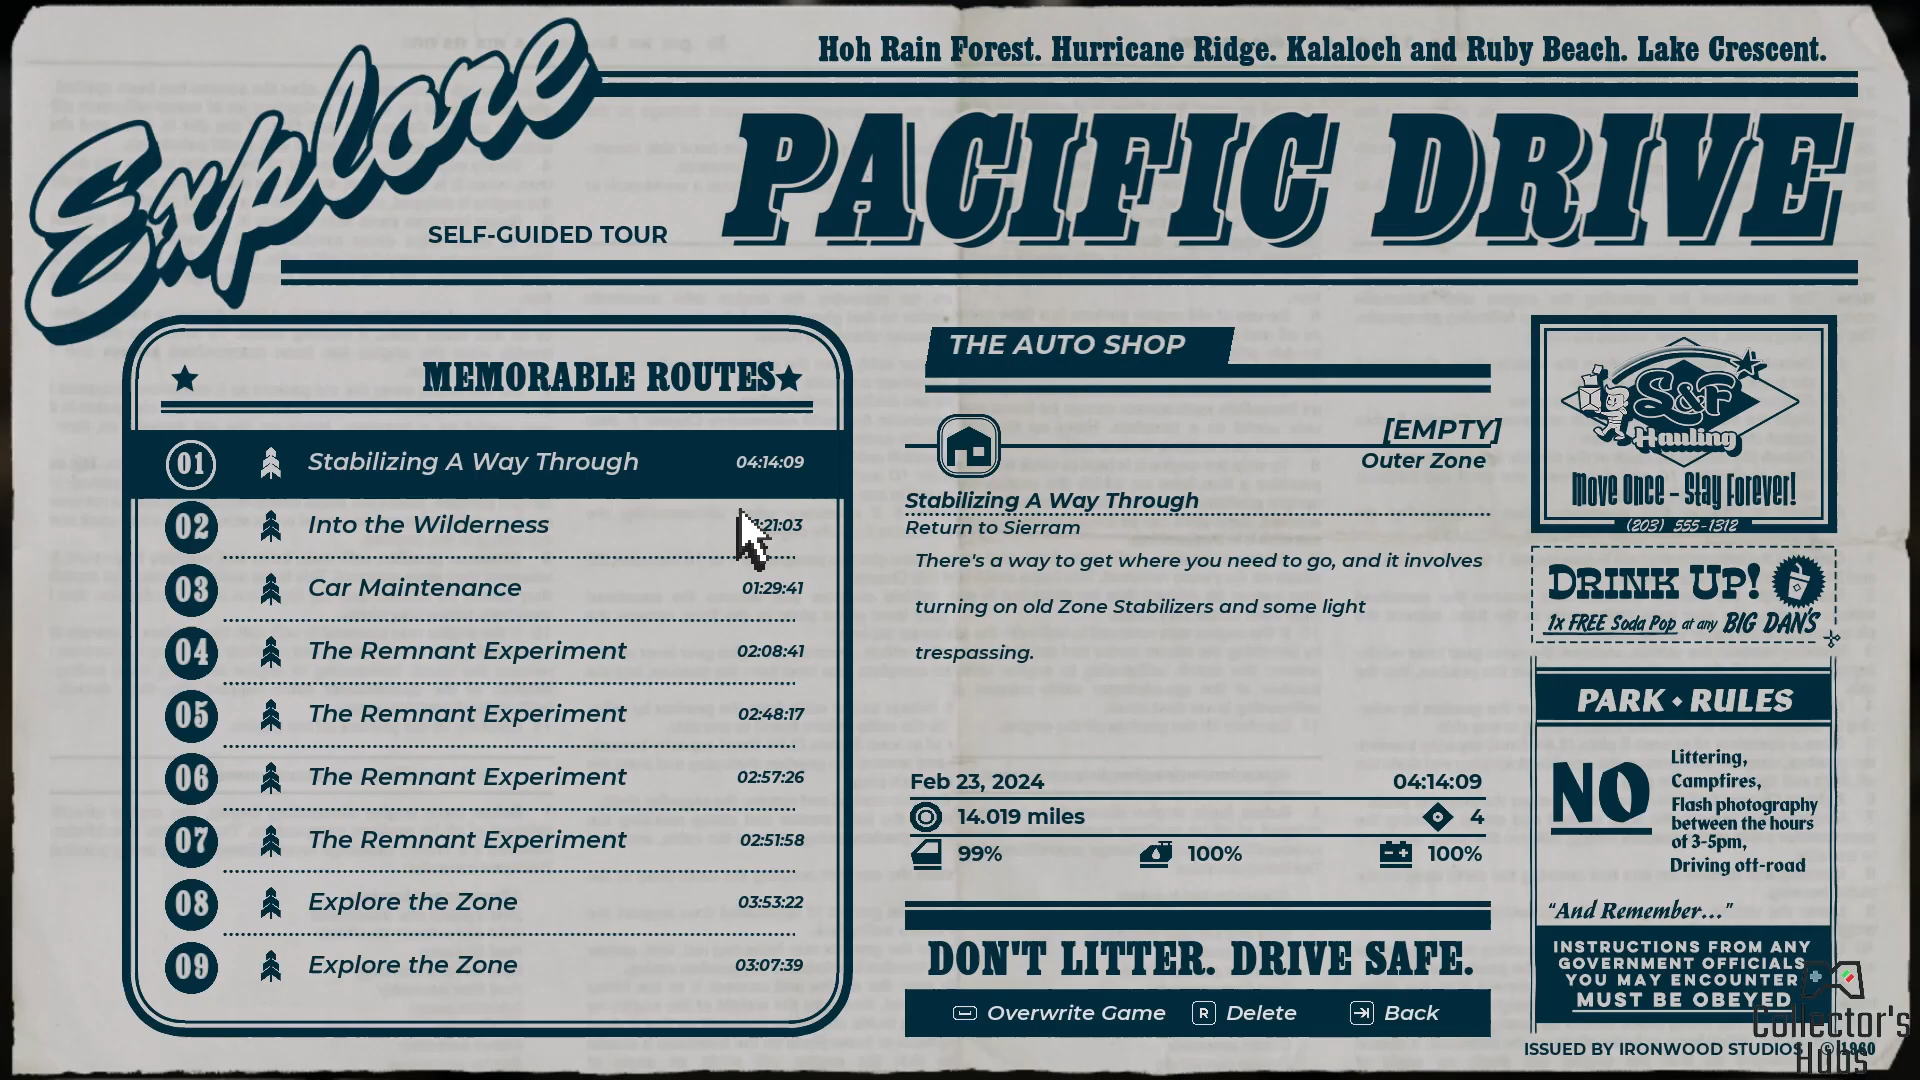 Explore
SELF-GUIDED TOUR
Hoh Rain Forest. Hurricane Ridge. Kalaloch and Ruby Beach. Lake Crescent.
PACIFIC DRIVE
MEMORABLE ROUTES
01 Stabilizing A Way Through 04:14:09
02 Into the Wilderness :21:03
03 Car Maintenance 01:29:41
04 The Remnant Experiment 02:08:41
05 The Remnant Experiment 02:48:17
06 The Remnant Experiment 02:57:26
07 The Remnant Experiment 02:51:58
08 Explore the Zone 03:53:22
09 Explore the Zone 03:07:39
THE AUTO SHOP
[EMPTY]
Outer Zone
Stabilizing A Way Through
Return to Sierram
There's a way to get where you need to go, and it involves
turning on old Zone Stabilizers and some light
trespassing.
Feb 23, 2024 04:14:09
14.019 miles 4
99% 100% 100%
DON'T LITTER. DRIVE SAFE.
Overwrite Game R Delete Back
S&F
Hauling
Move Once - Stay Forever!
(203) 555-1312
DRINK UP!
1x FREE Soda Pop at any BIG DAN'S
PARK • RULES
NO
Littering,
Campfires,
Flash photography
between the hours
of 3-5pm,
Driving off-road
"And Remember..."
INSTRUCTIONS FROM ANY
GOVERNMENT OFFICIALS
YOU MAY ENCOUNTER
MUST BE OBEYED
ISSUED BY IRONWOOD STUDIOS © 1960
Collector's
Hubs